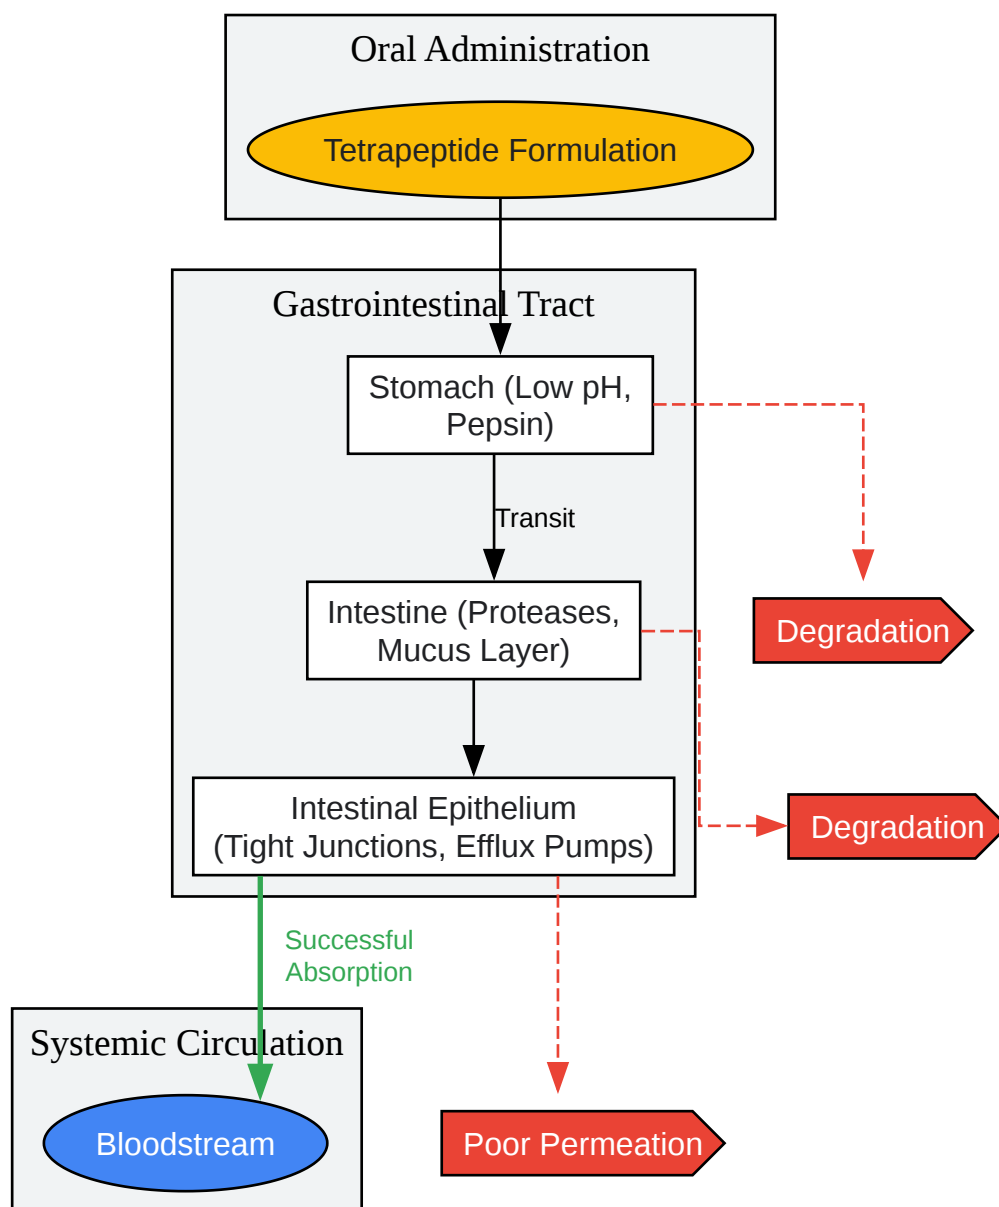 Oral Administration
Tetrapeptide Formulation
Gastrointestinal Tract
Stomach (Low pH,
Pepsin)
Transit
Intestine (Proteases,
Mucus Layer)
Degradation
Intestinal Epithelium
(Tight Junctions, Efflux Pumps)
Degradation
Successful
Absorption
Systemic Circulation
Bloodstream
Poor Permeation